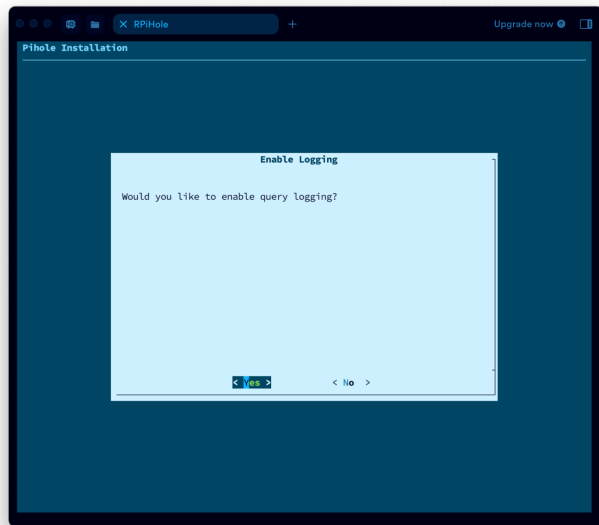 RPiHole
Upgrade now
Pihole Installation
Enable Logging
Would you like to enable query logging?
< Yes >
< No >